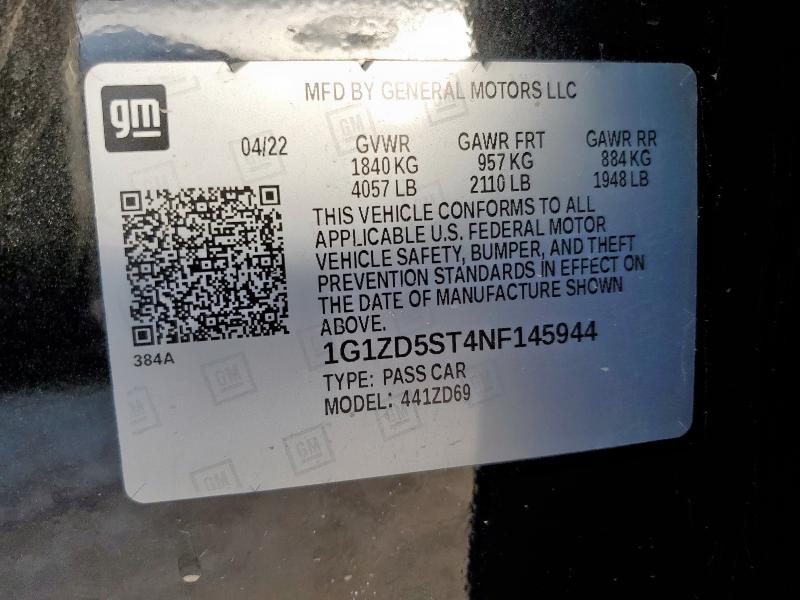 MFD BY GENERAL MOTORS LLC
gm
04/22 GVWR GAWR FRT GAWR RR
1840 KG 957 KG 884 KG
4057 LB 2110 LB 1948 LB
THIS VEHICLE CONFORMS TO ALL
APPLICABLE U.S. FEDERAL MOTOR
VEHICLE SAFETY, BUMPER, AND THEFT
PREVENTION STANDARDS IN EFFECT ON
THE DATE OF MANUFACTURE SHOWN
ABOVE.
384A
1G1ZD5ST4NF145944
TYPE: PASS CAR
MODEL: 441ZD69